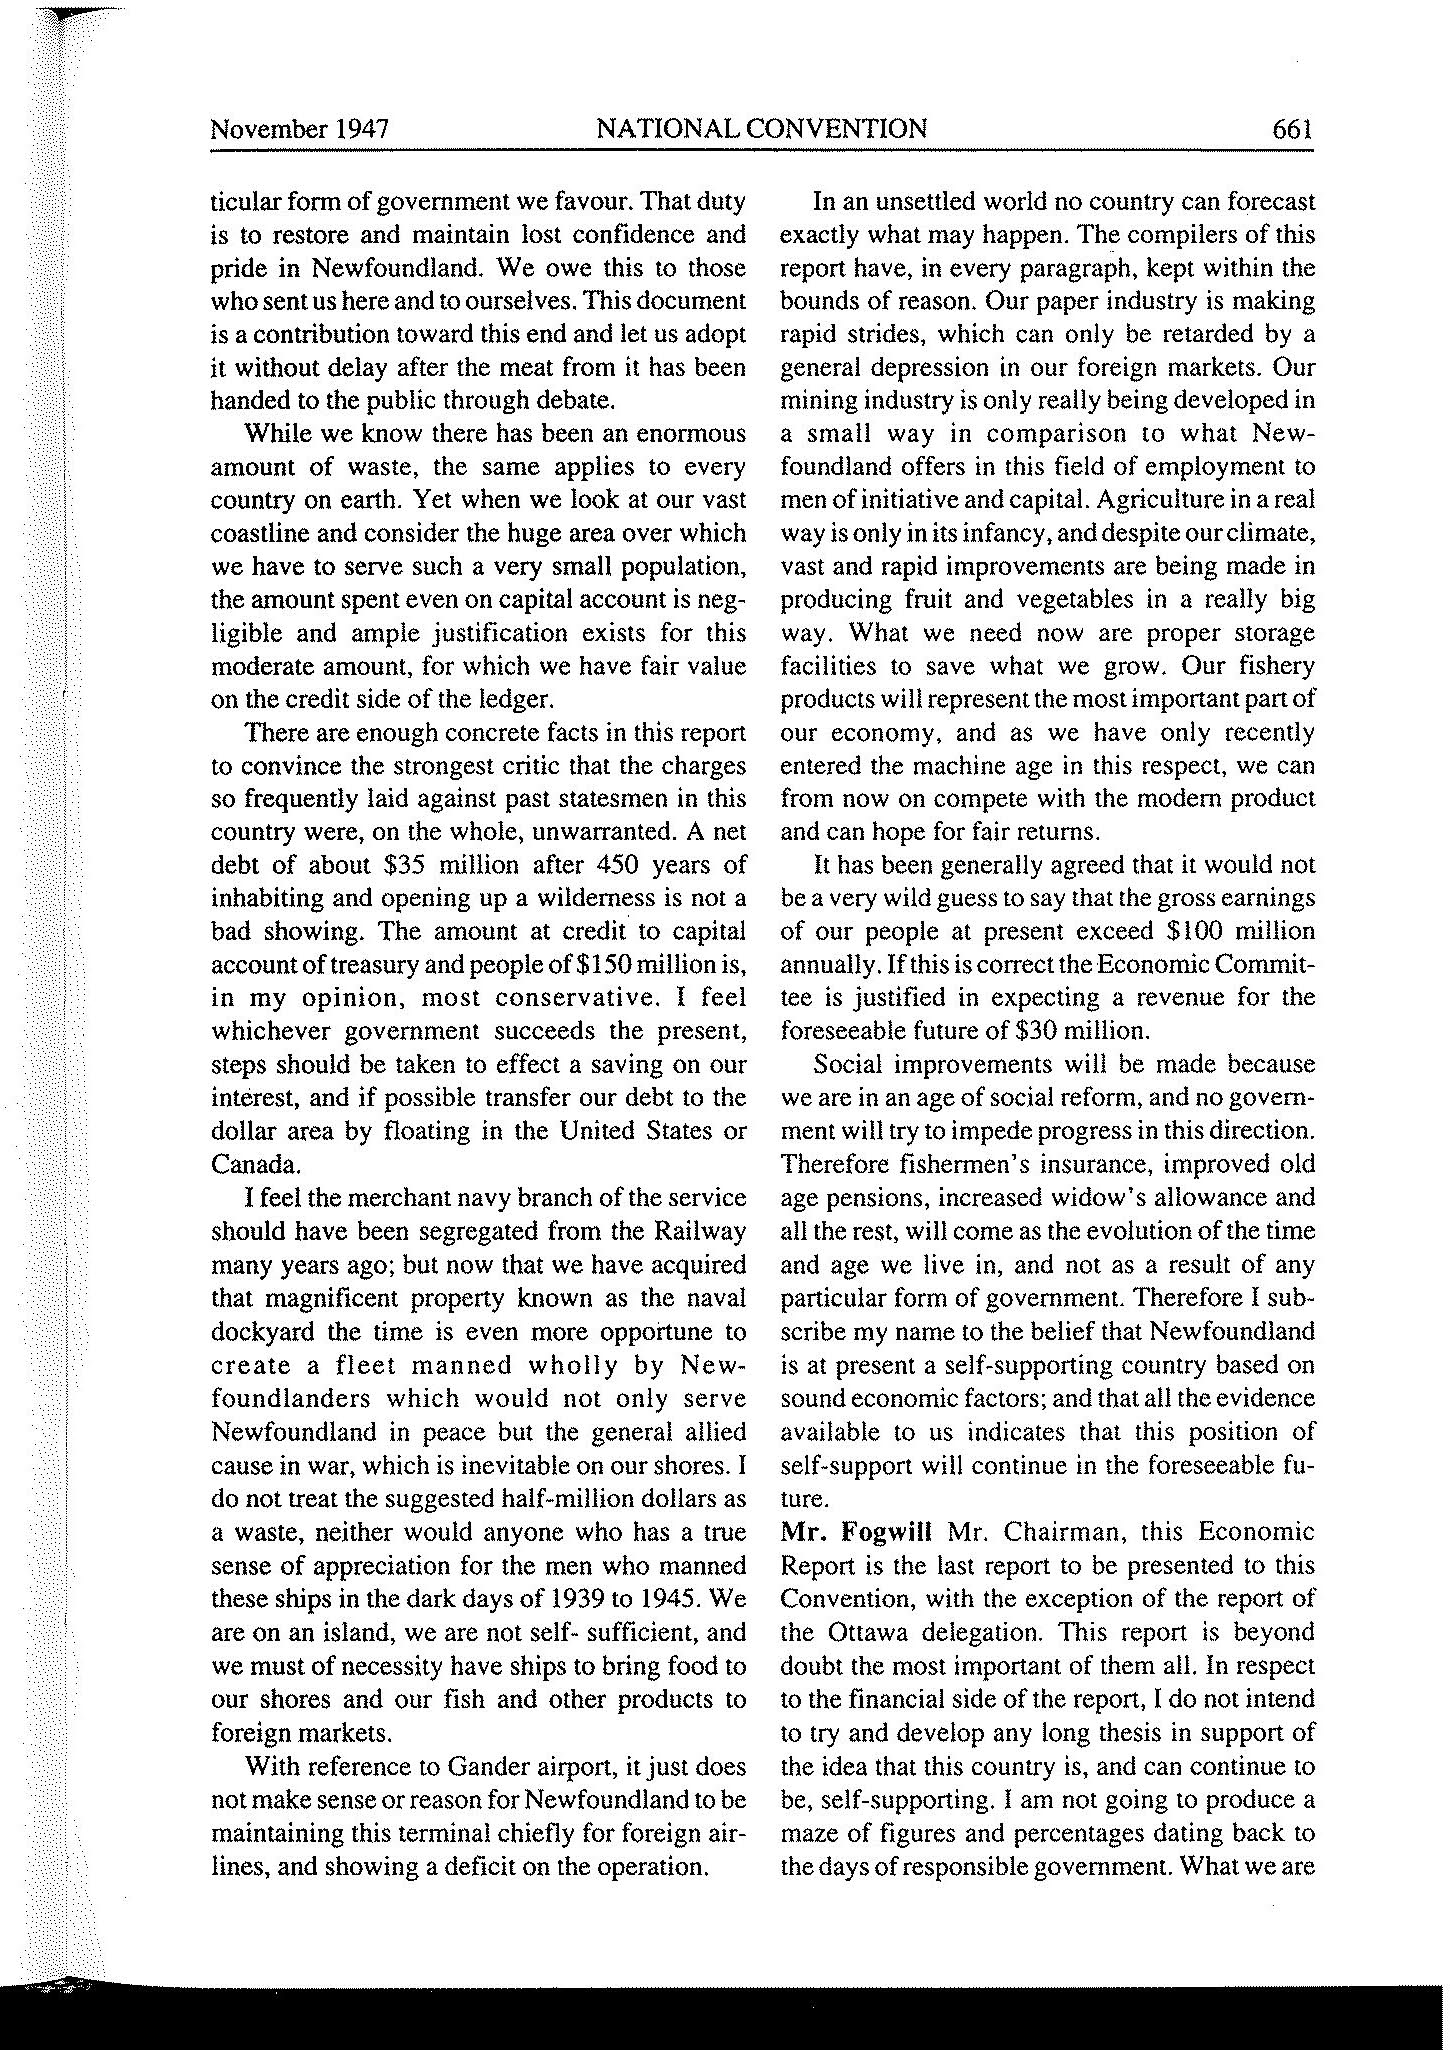 November 1947
NATIONAL CONVENTION
661
ticular form of government we favour. That duty
is to restore and maintain lost confidence and
pride in Newfoundland. We owe this to those
who sent us here and to ourselves. This document
is a contribution toward this end and let us adopt
it without delay after the meat from it has been
handed to the public through debate.
While we know there has been an enormous
amount of waste, the same applies to every
country on earth. Yet when we look at our vast
coastline and consider the huge area over which
we have to serve such a very small population,
the amount spent even on capital account is neg-
ligible and ample justification exists for this
moderate amount, for which we have fair value
on the credit side of the ledger.
There are enough concrete facts in this report
to convince the strongest critic that the charges
so frequently laid against past statesmen in this
country were, on the whole, unwarranted. A net
debt of about $35 million after 450 years of
inhabiting and opening up a wilderness is not a
bad showing. The amount at credit to capital
account of treasury and people of $150 million is,
in my opinion, most conservative. I feel
whichever government succeeds the present,
steps should be taken to effect a saving on our
interest, and if possible transfer our debt to the
dollar area by floating in the United States or
Canada.
I feel the merchant navy branch of the service
should have been segregated from the Railway
many years ago; but now that we have acquired
that magnificent property known as the naval
dockyard the time is even more opportune to
create a fleet manned wholly by New-
foundlanders which would not only serve
Newfoundland in peace but the general allied
cause in war, which is inevitable on our shores. I
do not treat the suggested half-million dollars as
a waste, neither would anyone who has a true
sense of appreciation for the men who manned
these ships in the dark days of 1939 to 1945. We
are on an island, we are not self- sufficient, and
we must of necessity have ships to bring food to
our shores and our fish and other products to
foreign markets.
With reference to Gander airport, it just does
not make sense or reason for Newfoundland to be
maintaining this terminal chiefly for foreign air-
lines, and showing a deficit on the operation.
In an unsettled world no country can forecast
exactly what may happen. The compilers of this
report have, in every paragraph, kept within the
bounds of reason. Our paper industry is making
rapid strides, which can only be retarded by a
general depression in our foreign markets. Our
mining industry is only really being developed in
a small way in comparison to what New-
foundland offers in this field of employment to
men of initiative and capital. Agriculture in a real
way is only in its infancy, and despite our climate,
vast and rapid improvements are being made in
producing fruit and vegetables in a really big
way. What we need now are proper storage
facilities to save what we grow. Our fishery
products will represent the most important part of
our economy, and as we have only recently
entered the machine age in this respect, we can
from now on compete with the modern product
and can hope for fair returns.
It has been generally agreed that it would not
be a very wild guess to say that the gross earnings
of our people at present exceed $100 million
annually. If this is correct the Economic Commit-
tee is justified in expecting a revenue for the
foreseeable future of $30 million.
Social improvements will be made because
we are in an age of social reform, and no govern-
ment will try to impede progress in this direction.
Therefore fishermen's insurance, improved old
age pensions, increased widow's allowance and
all the rest, will come as the evolution of the time
and age we live in, and not as a result of any
particular form of government. Therefore I sub-
scribe my name to the belief that Newfoundland
is at present a self-supporting country based on
sound economic factors; and that all the evidence
available to us indicates that this position of
self-support will continue in the foreseeable fu-
ture.
Mr. Fogwill Mr. Chairman, this Economic
Report is the last report to be presented to this
Convention, with the exception of the report of
the Ottawa delegation. This report is beyond
doubt the most important of them all. In respect
to the financial side of the report, I do not intend
to try and develop any long thesis in support of
the idea that this country is, and can continue to
be, self-supporting. I am not going to produce a
maze of figures and percentages dating back to
the days of responsible government. What we are